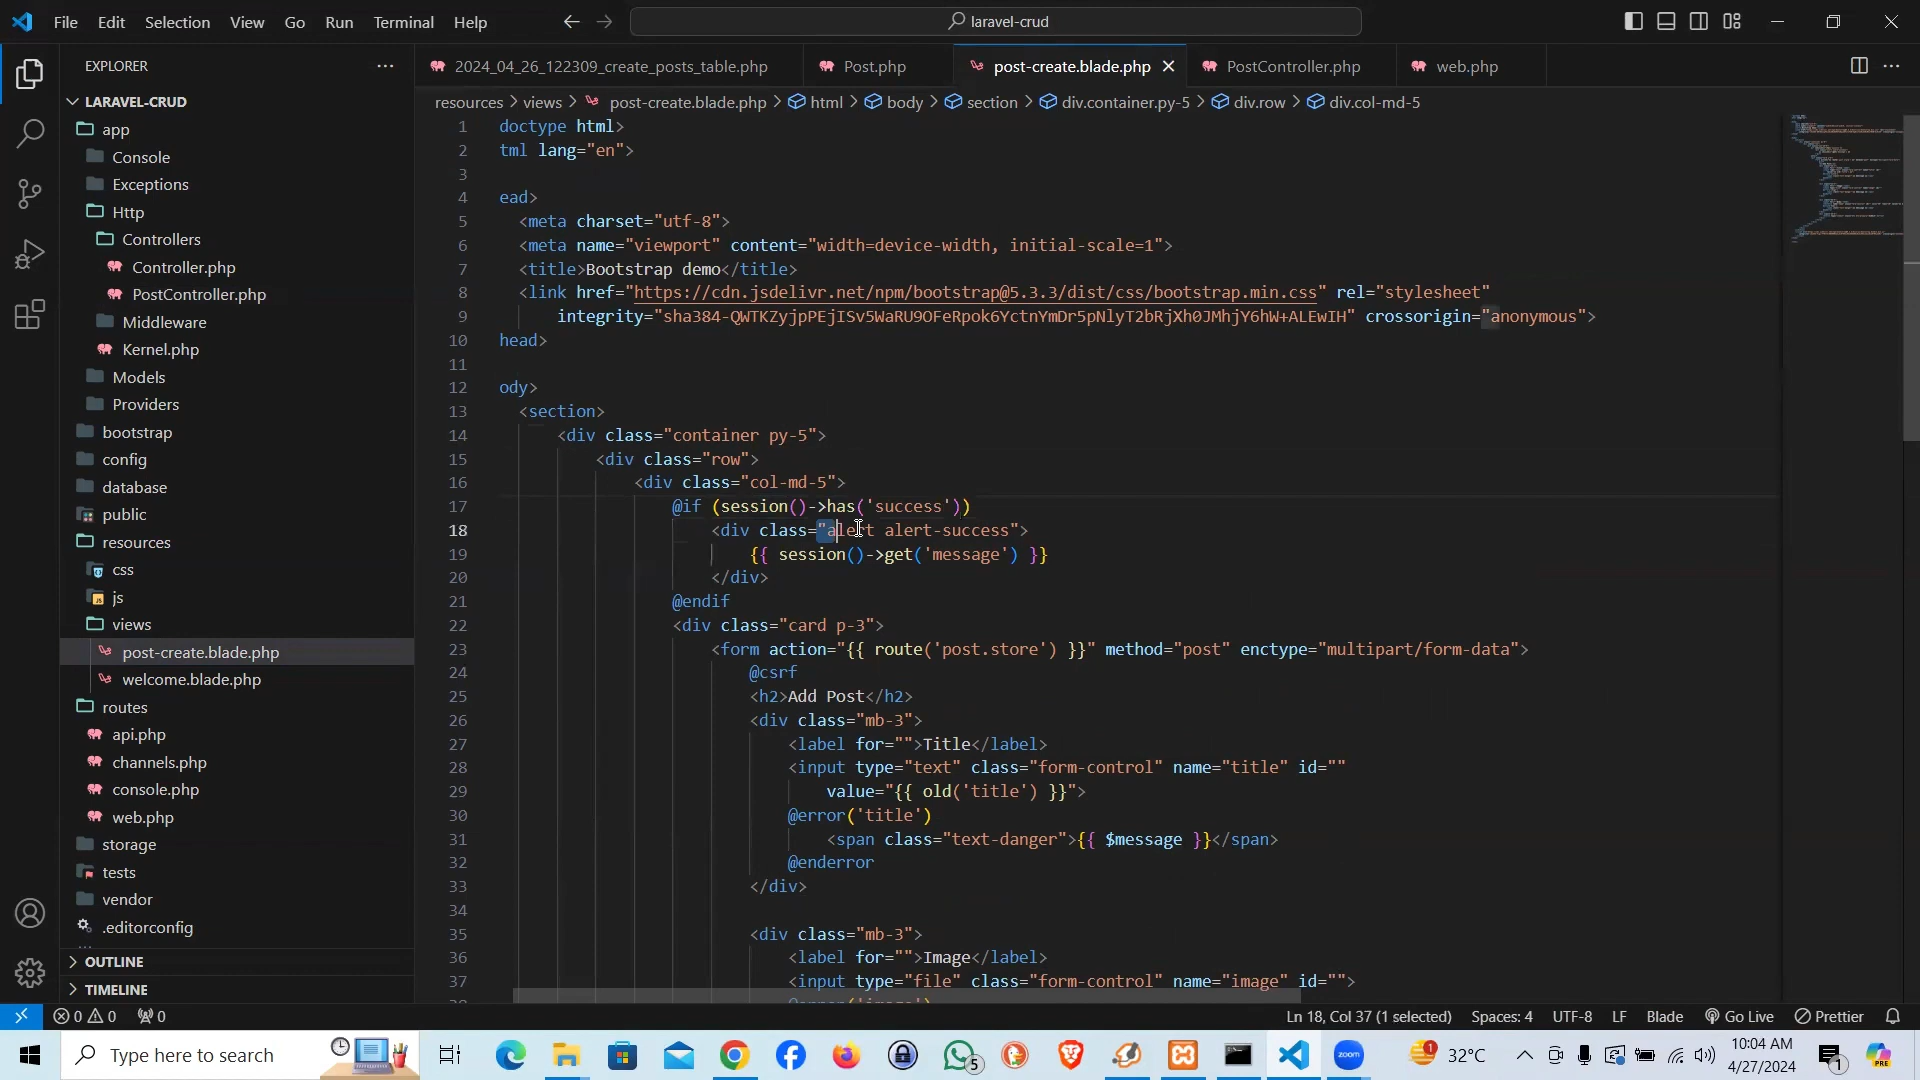 File Edit Selection View Go Run Terminal Help
laravel-crud
EXPLORER
LARAVEL-CRUD
app
Console
Exceptions
Http
Controllers
Controller.php
PostController.php
Middleware
Kernel.php
Models
Providers
bootstrap
config
database
public
resources
css
js
views
post-create.blade.php
welcome.blade.php
routes
api.php
channels.php
console.php
web.php
storage
tests
vendor
.editorconfig
OUTLINE
TIMELINE
2024_04_26_122309_create_posts_table.php Post.php post-create.blade.php PostController.php web.php
resources > views > post-create.blade.php > html > body > section > div.container.py-5 > div.row > div.col-md-5
1 doctype html>
2 tml lang="en">
3
4 ead>
5 <meta charset="utf-8">
6 <meta name="viewport" content="width=device-width, initial-scale=1">
7 <title>Bootstrap demo</title>
8 <link href="https://cdn.jsdelivr.net/npm/bootstrap@5.3.3/dist/css/bootstrap.min.css" rel="stylesheet"
9 integrity="sha384-QWTKZyjpPEjISv5WaRU9OFeRpok6YctnYmDr5pNlyT2bRjXh0JMhjY6hW+ALEwIH" crossorigin="anonymous">
10 head>
11
12 ody>
13 <section>
14 <div class="container py-5">
15 <div class="row">
16 <div class="col-md-5">
17 @if (session()->has('success'))
18 <div class="alert alert-success">
19 {{ session()->get('message') }}
20 </div>
21 @endif
22 <div class="card p-3">
23 <form action="{{ route('post.store') }}" method="post" enctype="multipart/form-data">
24 @csrf
25 <h2>Add Post</h2>
26 <div class="mb-3">
27 <label for="">Title</label>
28 <input type="text" class="form-control" name="title" id=""
29 value="{{ old('title') }}">
30 @error('title')
31 <span class="text-danger">{{ $message }}</span>
32 @enderror
33 </div>
34
35 <div class="mb-3">
36 <label for="">Image</label>
37 <input type="file" class="form-control" name="image" id="">
0 0 0 Ln 18, Col 37 (1 selected) Spaces: 4 UTF-8 LF Blade Go Live Prettier
Type here to search
5
zoom
1
32°C
10:04 AM
4/27/2024
1
PRE